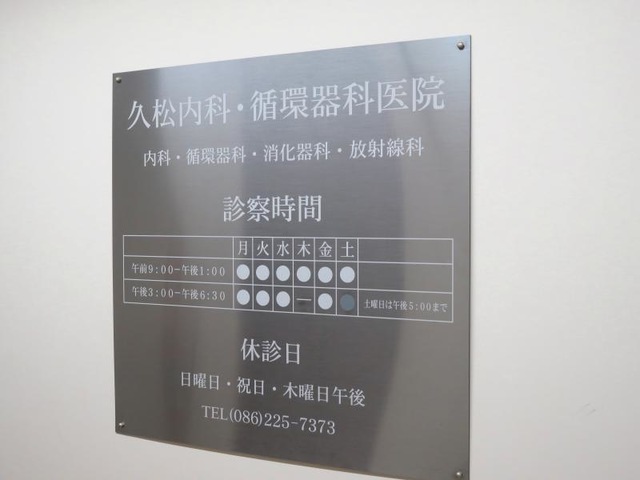 久松内科・循環器科医院
内科・循環器科・消化器科・放射線科
診察時間
月 火 水 木 金 土
午前9:00−午後1:00 ● ● ● ● ● ●
午後3:00−午後6:30 ● ● ● — ● ● 土曜日は午後5:00まで
休診日
日曜日・祝日・木曜日午後
TEL(086)225-7373